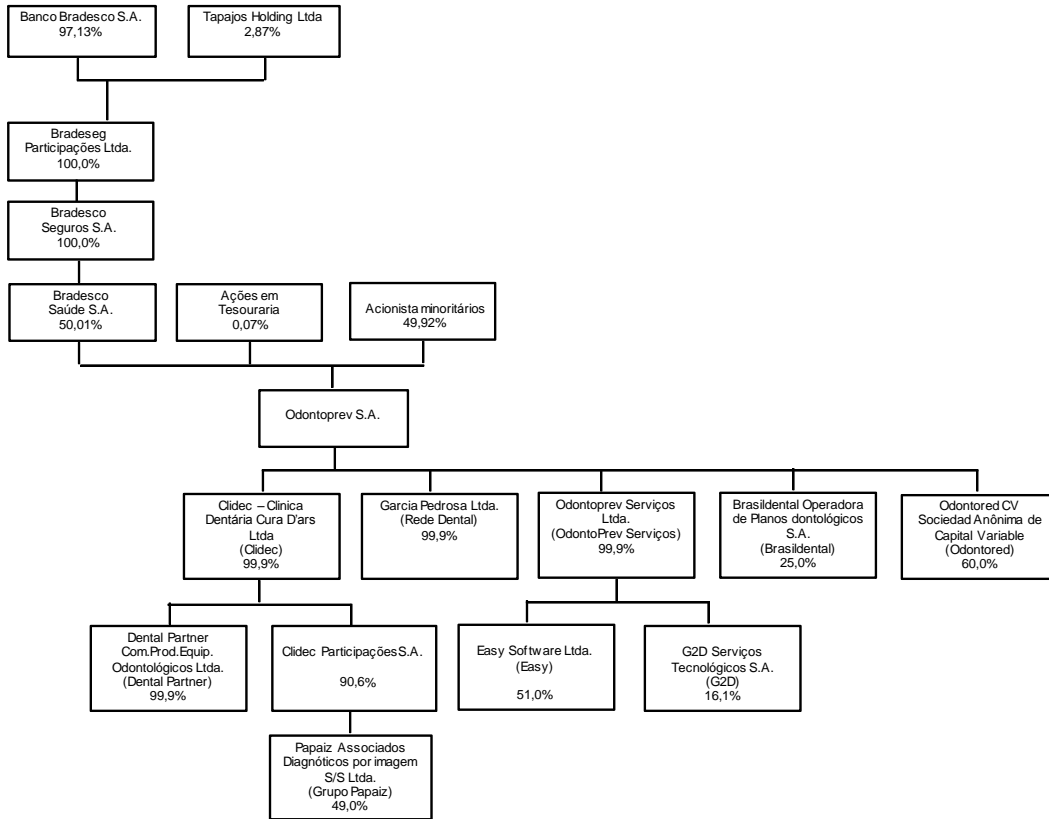 Banco Bradesco S.A.
97,13%
Tapajos Holding Ltda
2,87%
Bradeseg
Participações Ltda.
100,0%
Bradesco
Seguros S.A.
100,0%
Bradesco
Saúde S.A.
50,01%
Ações em
Tesouraria
0,07%
Acionista minoritários
49,92%
Odontoprev S.A.
Clidec – Clinica
Dentária Cura D'ars
Ltda
(Clidec)
99,9%
Garcia Pedrosa Ltda.
(Rede Dental)
99,9%
Odontoprev Serviços
Ltda.
(OdontoPrev Serviços)
99,9%
Brasildental Operadora
de Planos dontológicos
S.A.
(Brasildental)
25,0%
Odontored CV
Sociedad Anônima de
Capital Variable
(Odontored)
60,0%
Dental Partner
Com.Prod.Equip.
Odontológicos Ltda.
(Dental Partner)
99,9%
Clidec Participações S.A.
90,6%
Easy Software Ltda.
(Easy)
51,0%
G2D Serviços
Tecnológicos S.A.
(G2D)
16,1%
Papaiz Associados
Diagnóticos por imagem
S/S Ltda.
(Grupo Papaiz)
49,0%